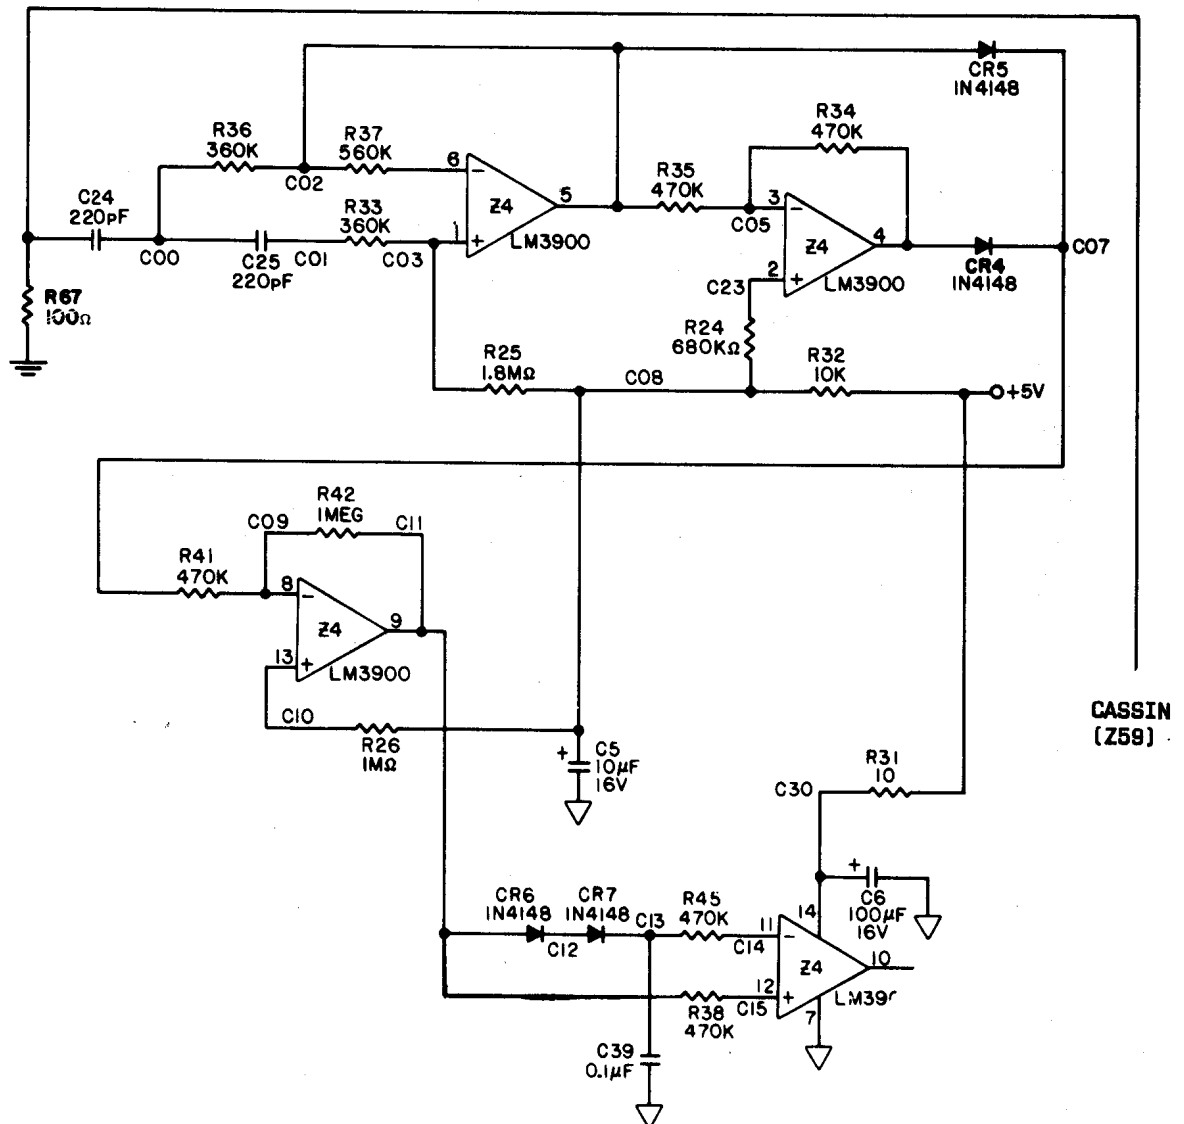 CR5
1N4148
R36
360K
R37
560K
R34
470K
6
-
C02
C24
220pF
R33
360K
1
+
Z4
5
LM3900
R35
470K
C05
3
-
Z4
4
2
+
LM3900
CR4
1N4148
C07
C00
C25
220pF
C01
C03
C23
R67
100Ω
R24
680KΩ
R25
1.8MΩ
C08
R32
10K
+5V
R42
1MEG
C09
C11
R41
470K
8
-
Z4
9
13
+
LM3900
C10
R26
1MΩ
+
C5
10µF
16V
CASSIN
(Z59)
R31
10
C30
+
C6
100µF
16V
14
CR6
1N4148
CR7
1N4148
C12
C13
R45
470K
11
-
C14
Z4
10
12
+
R38
470K
C15
7
C39
0.1µF